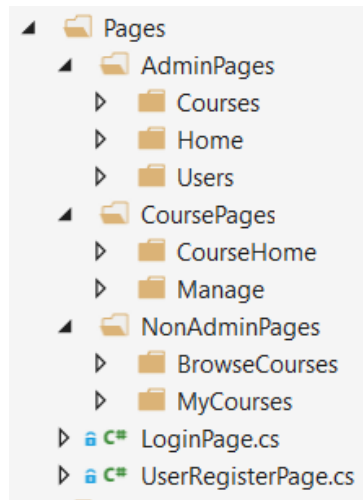 Pages
AdminPages
Courses
Home
Users
CoursePages
CourseHome
Manage
NonAdminPages
BrowseCourses
MyCourses
C# LoginPage.cs
C# UserRegisterPage.cs